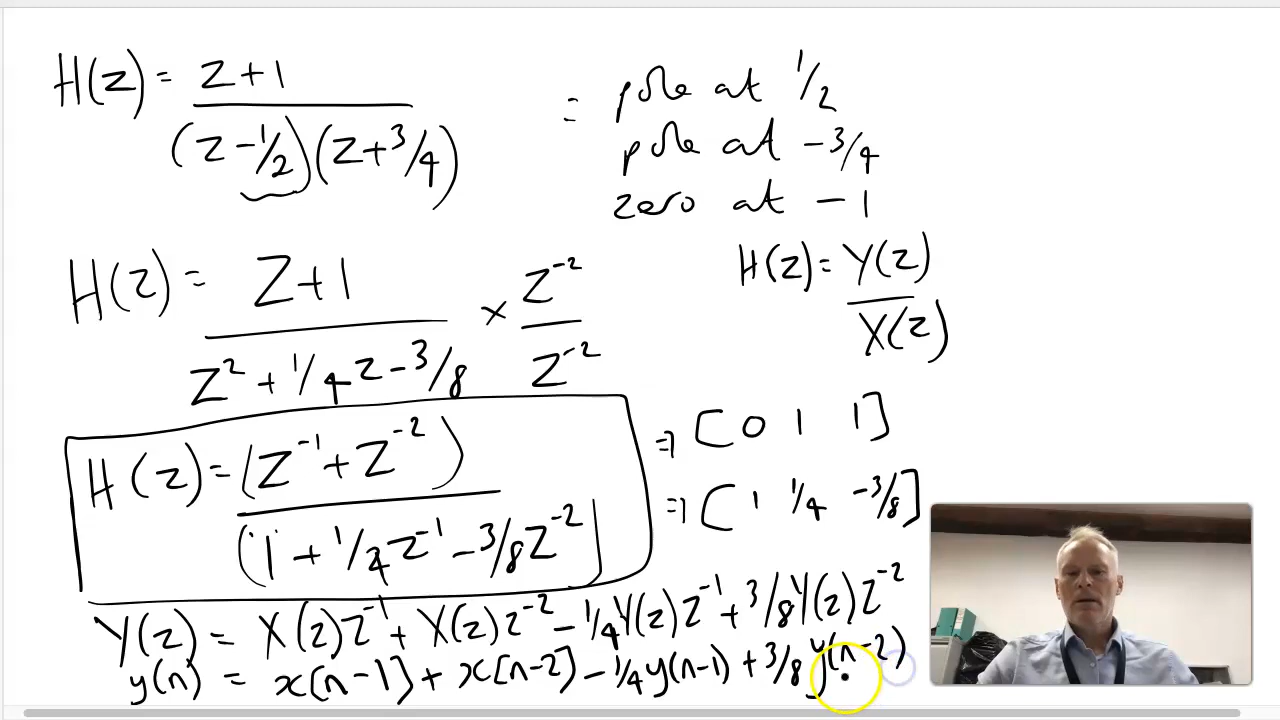 H(z) = z+1 / (z-1/2)(z+3/4)
= pole at 1/2
pole at -3/4
zero at -1
H(z) = Y(z) / X(z)
H(z) = z+1 / z² + 1/4 z - 3/8 × z⁻² / z⁻²
H(z) = (z⁻¹ + z⁻²) / (1 + 1/4 z⁻¹ - 3/8 z⁻²)
⇒ [0 1 1]
⇒ [1 1/4 -3/8]
Y(z) = X(z)z⁻¹ + X(z)z⁻² - 1/4 Y(z)z⁻¹ + 3/8 Y(z)z⁻²
y(n) = x[n-1] + x[n-2] - 1/4 y(n-1) + 3/8 y(n-2)